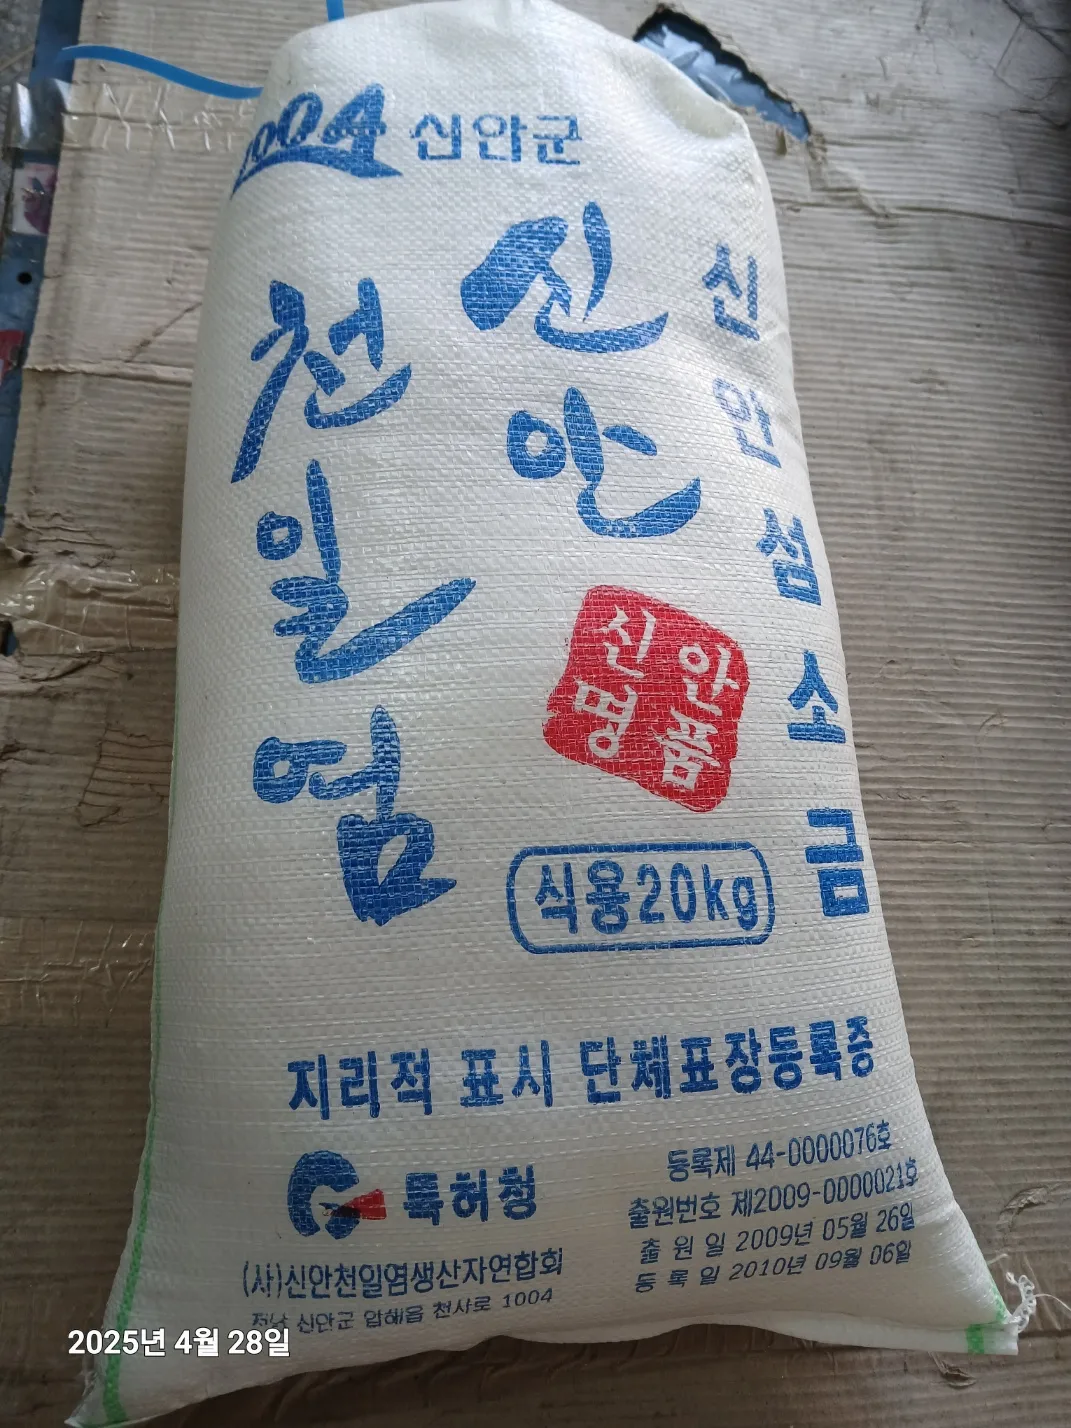 1004 신안군
신안
천일염
신안섬소금
신안
명품
식용20kg
지리적 표시 단체표장등록증
특허청
등록제 44-0000076호
출원번호 제2009-0000021호
출 원 일 2009년 05월 26일
등 록 일 2010년 09월 06일
(사)신안천일염생산자연합회
전남 신안군 압해읍 천사로 1004
2025년 4월 28일